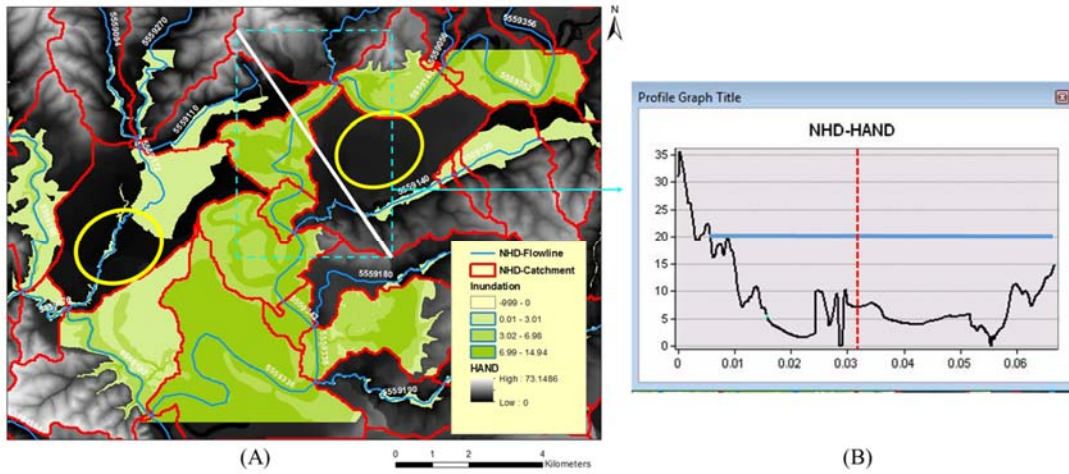 N
5559094
5559270
5559356
5559110
5559140
5559180
5559190
NHD-Flowline
NHD-Catchment
Inundation
-999 - 0
0.01 - 3.01
3.02 - 6.98
6.99 - 14.94
HAND
High : 73.1486
Low : 0
(A)
0 1 2 4
Kilometers
Profile Graph Title
NHD-HAND
35
30
25
20
15
10
5
0
0 0.01 0.02 0.03 0.04 0.05 0.06
(B)